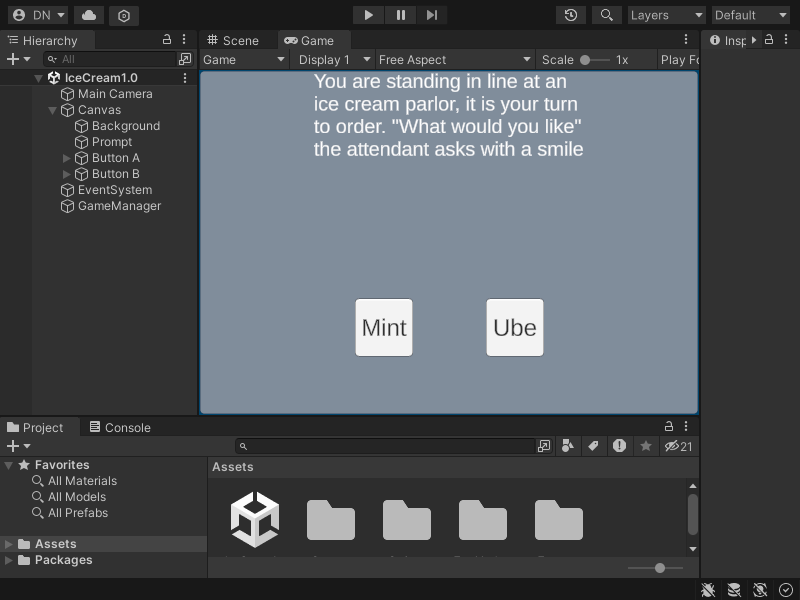 DN
Layers
Default
Hierarchy
Scene
Game
Insp
All
Game
Display 1
Free Aspect
Scale
1x
Play Fo
IceCream1.0
Main Camera
Canvas
Background
Prompt
Button A
Button B
EventSystem
GameManager
You are standing in line at an
ice cream parlor, it is your turn
to order. "What would you like"
the attendant asks with a smile
Mint
Ube
Project
Console
21
Favorites
All Materials
All Models
All Prefabs
Assets
Packages
Assets